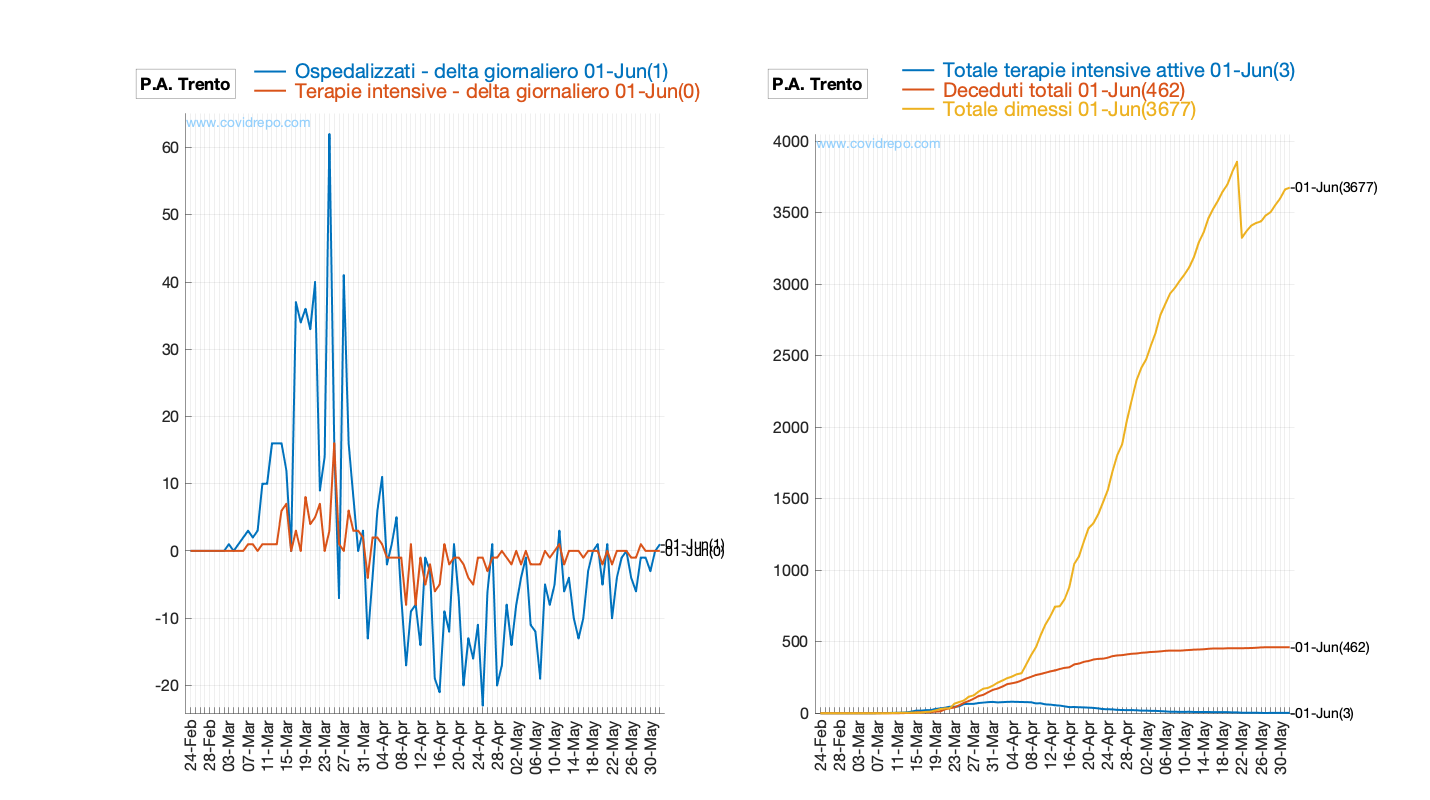 P.A. Trento
Ospedalizzati - delta giornaliero 01-Jun(1)
Terapie intensive - delta giornaliero 01-Jun(0)
www.covidrepo.com
60
50
40
30
20
10
0
-10
-20
-01-Jun(1)
-01-Jun(0)
24-Feb
28-Feb
03-Mar
07-Mar
11-Mar
15-Mar
19-Mar
23-Mar
27-Mar
31-Mar
04-Apr
08-Apr
12-Apr
16-Apr
20-Apr
24-Apr
28-Apr
02-May
06-May
10-May
14-May
18-May
22-May
26-May
30-May
P.A. Trento
Totale terapie intensive attive 01-Jun(3)
Deceduti totali 01-Jun(462)
Totale dimessi 01-Jun(3677)
www.covidrepo.com
4000
3500
3000
2500
2000
1500
1000
500
0
-01-Jun(3677)
-01-Jun(462)
-01-Jun(3)
24-Feb
28-Feb
03-Mar
07-Mar
11-Mar
15-Mar
19-Mar
23-Mar
27-Mar
31-Mar
04-Apr
08-Apr
12-Apr
16-Apr
20-Apr
24-Apr
28-Apr
02-May
06-May
10-May
14-May
18-May
22-May
26-May
30-May